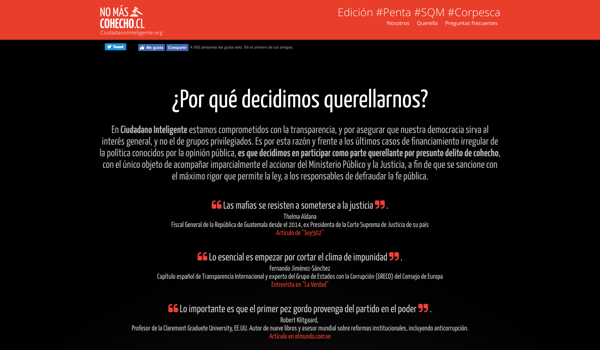 NO MÁS
COHECHO.CL
CiudadanoInteligente.org
Edición #Penta #SQM #Corpesca
Nosotros Querella Preguntas frecuentes
Tweet Me gusta Compartir A 905 personas les gusta esto. Sé el primero de tus amigos.
¿Por qué decidimos querellarnos?
En Ciudadano Inteligente estamos comprometidos con la transparencia, y por asegurar que nuestra democracia sirva al
interés general, y no el de grupos privilegiados. Es por esta razón y frente a los últimos casos de financiamiento irregular de
la política conocidos por la opinión pública, es que decidimos en participar como parte querellante por presunto delito de cohecho,
con el único objeto de acompañar imparcialmente el accionar del Ministerio Público y la Justicia, a fin de que se sancione con
el máximo rigor que permite la ley, a los responsables de defraudar la fe pública.
❝ Las mafias se resisten a someterse a la justicia ❞ .
Thelma Aldana
Fiscal General de la República de Guatemala desde el 2014, ex Presidenta de la Corte Suprema de Justicia de su país
Artículo de "Soy502"
❝ Lo esencial es empezar por cortar el clima de impunidad ❞ .
Fernando Jiménez-Sánchez
Capítulo español de Transparencia Internacional y experto del Grupo de Estados con la Corrupción (GRECO) del Consejo de Europa
Entrevista en "La Verdad"
❝ Lo importante es que el primer pez gordo provenga del partido en el poder ❞ .
Robert Klitgaard.
Profesor de la Claremont Graduete University, EE.UU. Autor de nueve libros y asesor mundial sobre reformas institucionales, incluyendo anticorrupción.
Artículo en elmundo.com.ve